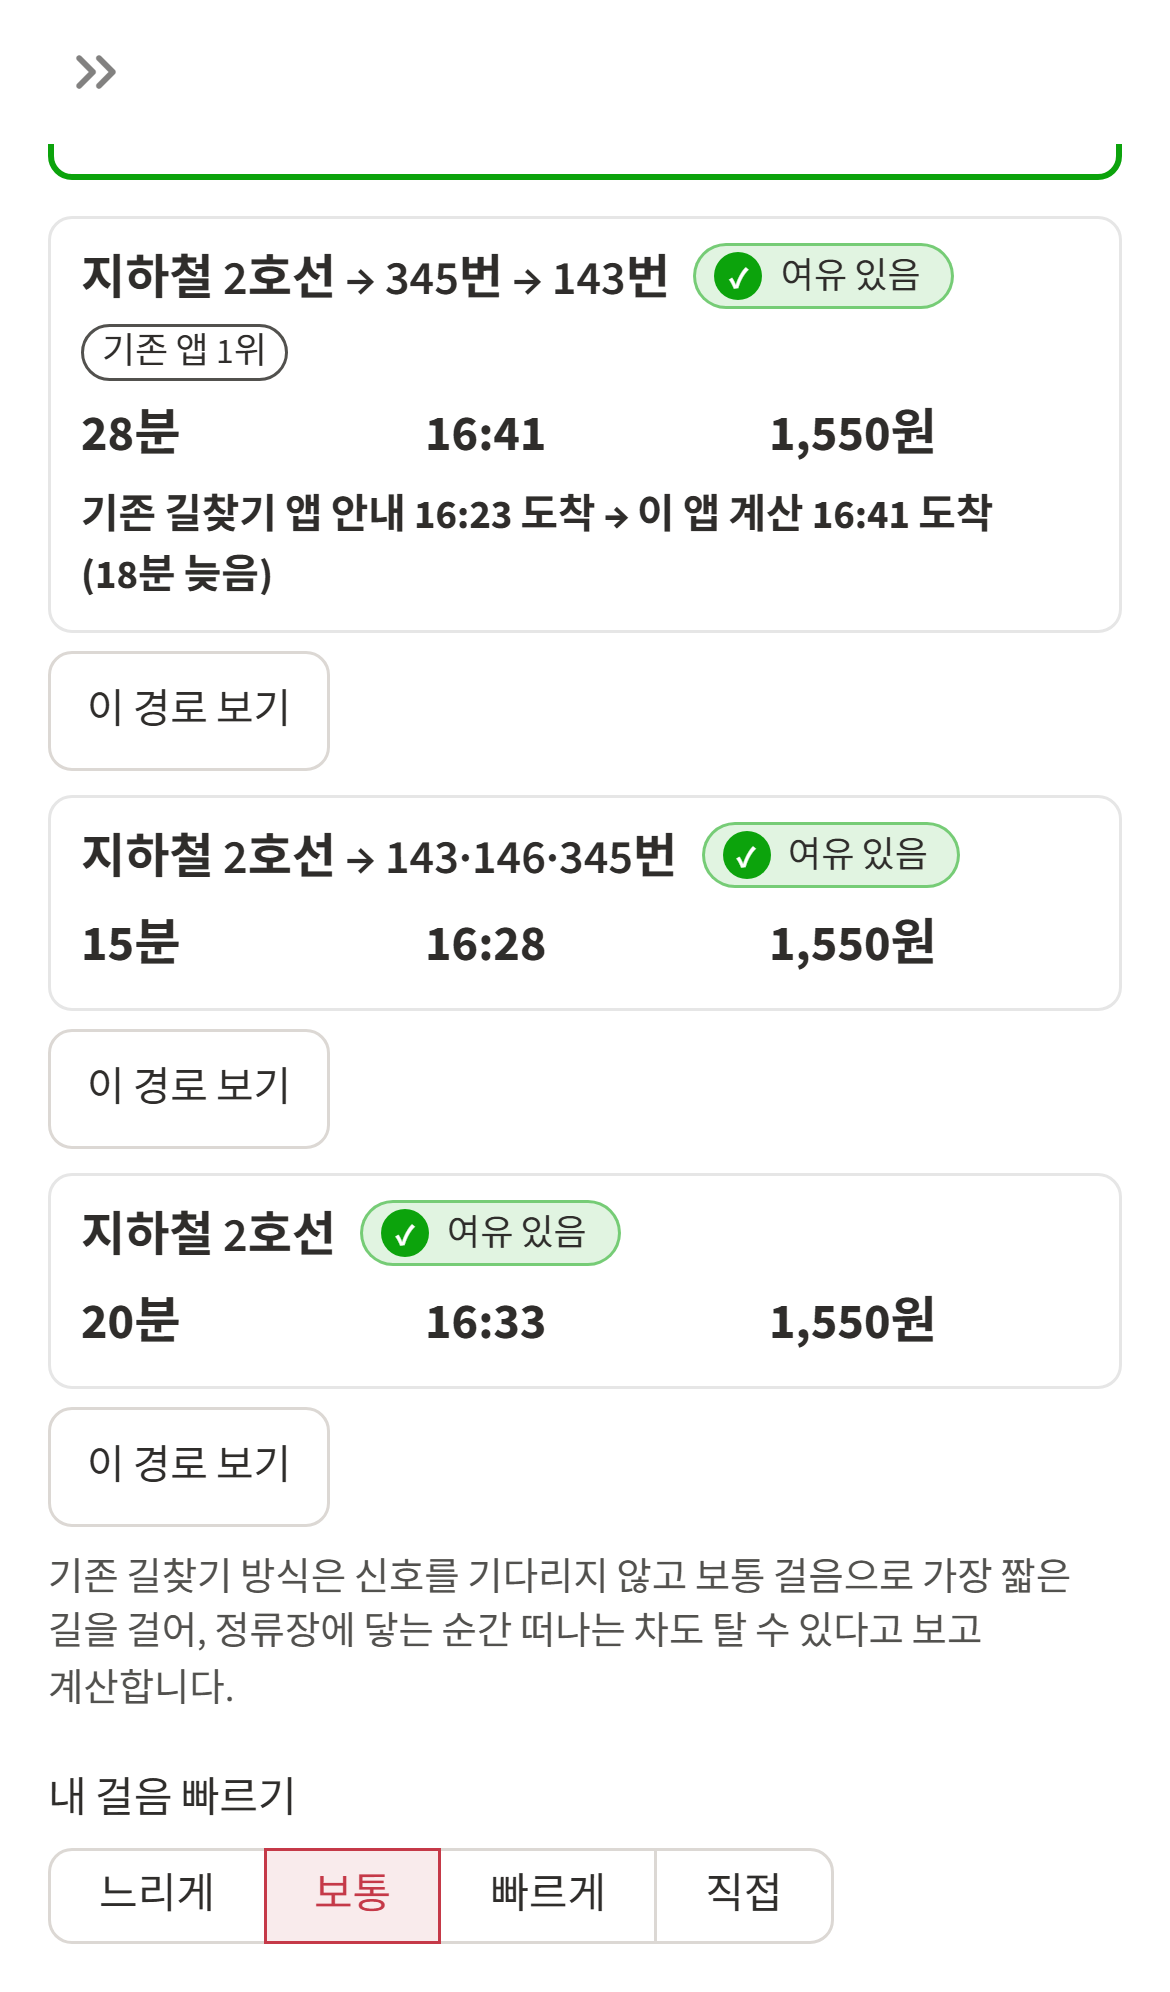 지하철 2호선 → 345번 → 143번 여유 있음
기존 앱 1위
28분 16:41 1,550원
기존 길찾기 앱 안내 16:23 도착 → 이 앱 계산 16:41 도착
(18분 늦음)
이 경로 보기
지하철 2호선 → 143·146·345번 여유 있음
15분 16:28 1,550원
이 경로 보기
지하철 2호선 여유 있음
20분 16:33 1,550원
이 경로 보기
기존 길찾기 방식은 신호를 기다리지 않고 보통 걸음으로 가장 짧은
길을 걸어, 정류장에 닿는 순간 떠나는 차도 탈 수 있다고 보고
계산합니다.
내 걸음 빠르기
느리게 보통 빠르게 직접